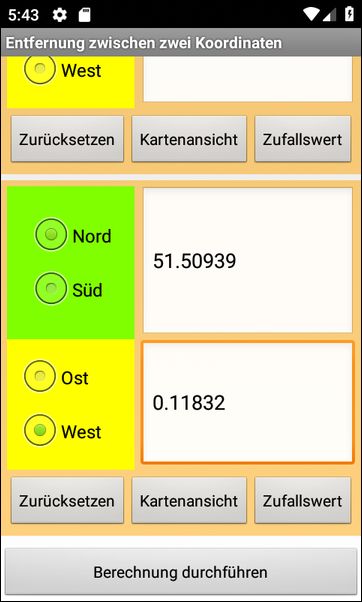 5:43
Entfernung zwischen zwei Koordinaten
West
Zurücksetzen Kartenansicht Zufallswert
Nord
51.50939
Süd
Ost
0.11832
West
Zurücksetzen Kartenansicht Zufallswert
Berechnung durchführen